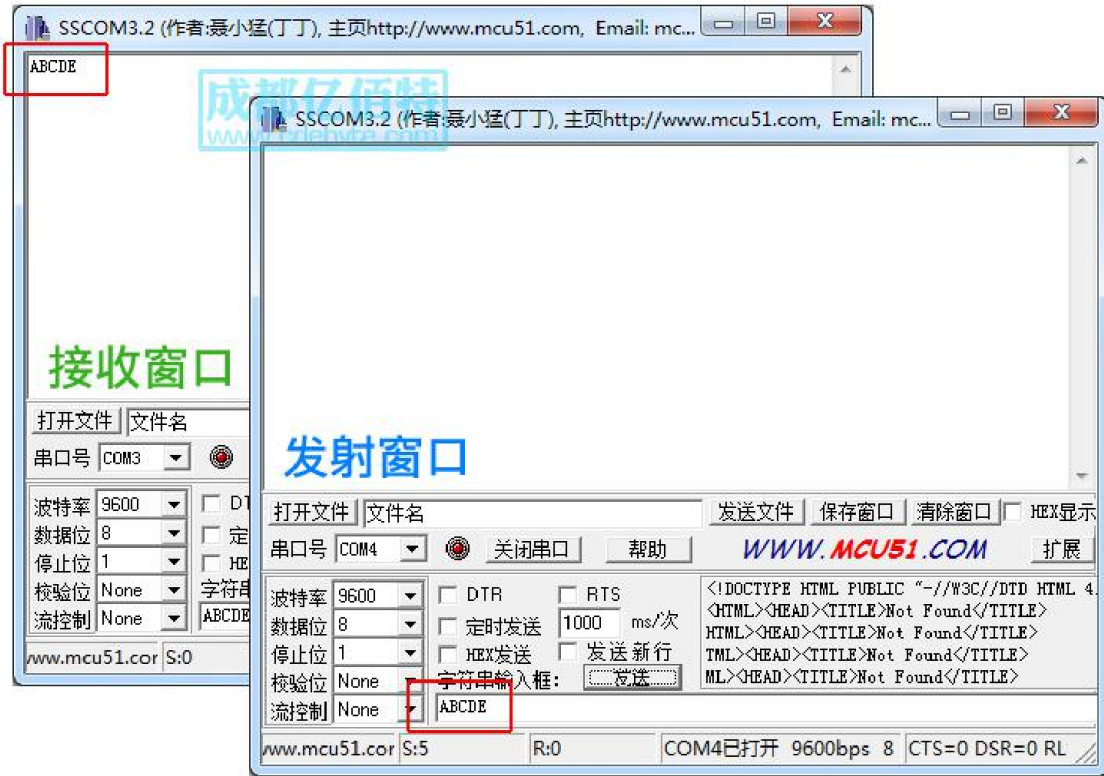 SSCOM3.2 (作者:聂小猛(丁丁), 主页http://www.mcu51.com, Email: mc...
ABCDE
成都亿佰特
接收窗口
打开文件 文件名
串口号 COM3
波特率 9600
数据位 8
停止位 1
校验位 None 字符串
流控制 None ABCDE
www.mcu51.cor S:0
SSCOM3.2 (作者:聂小猛(丁丁), 主页http://www.mcu51.com, Email: mc...
发射窗口
打开文件 文件名 发送文件 保存窗口 清除窗口 HEX显示
串口号 COM4 关闭串口 帮助 WWW.MCU51.COM 扩展
波特率 9600 DTR RTS
数据位 8 定时发送 1000 ms/次
停止位 1 HEX发送 发送新行
校验位 None 字符串输入框: 发送
流控制 None ABCDE
<!DOCTYPE HTML PUBLIC "-//W3C//DTD HTML 4.
<HTML><HEAD><TITLE>Not Found</TITLE>
HTML><HEAD><TITLE>Not Found</TITLE>
TML><HEAD><TITLE>Not Found</TITLE>
ML><HEAD><TITLE>Not Found</TITLE>
www.mcu51.cor S:5 R:0 COM4已打开 9600bps 8 CTS=0 DSR=0 RL